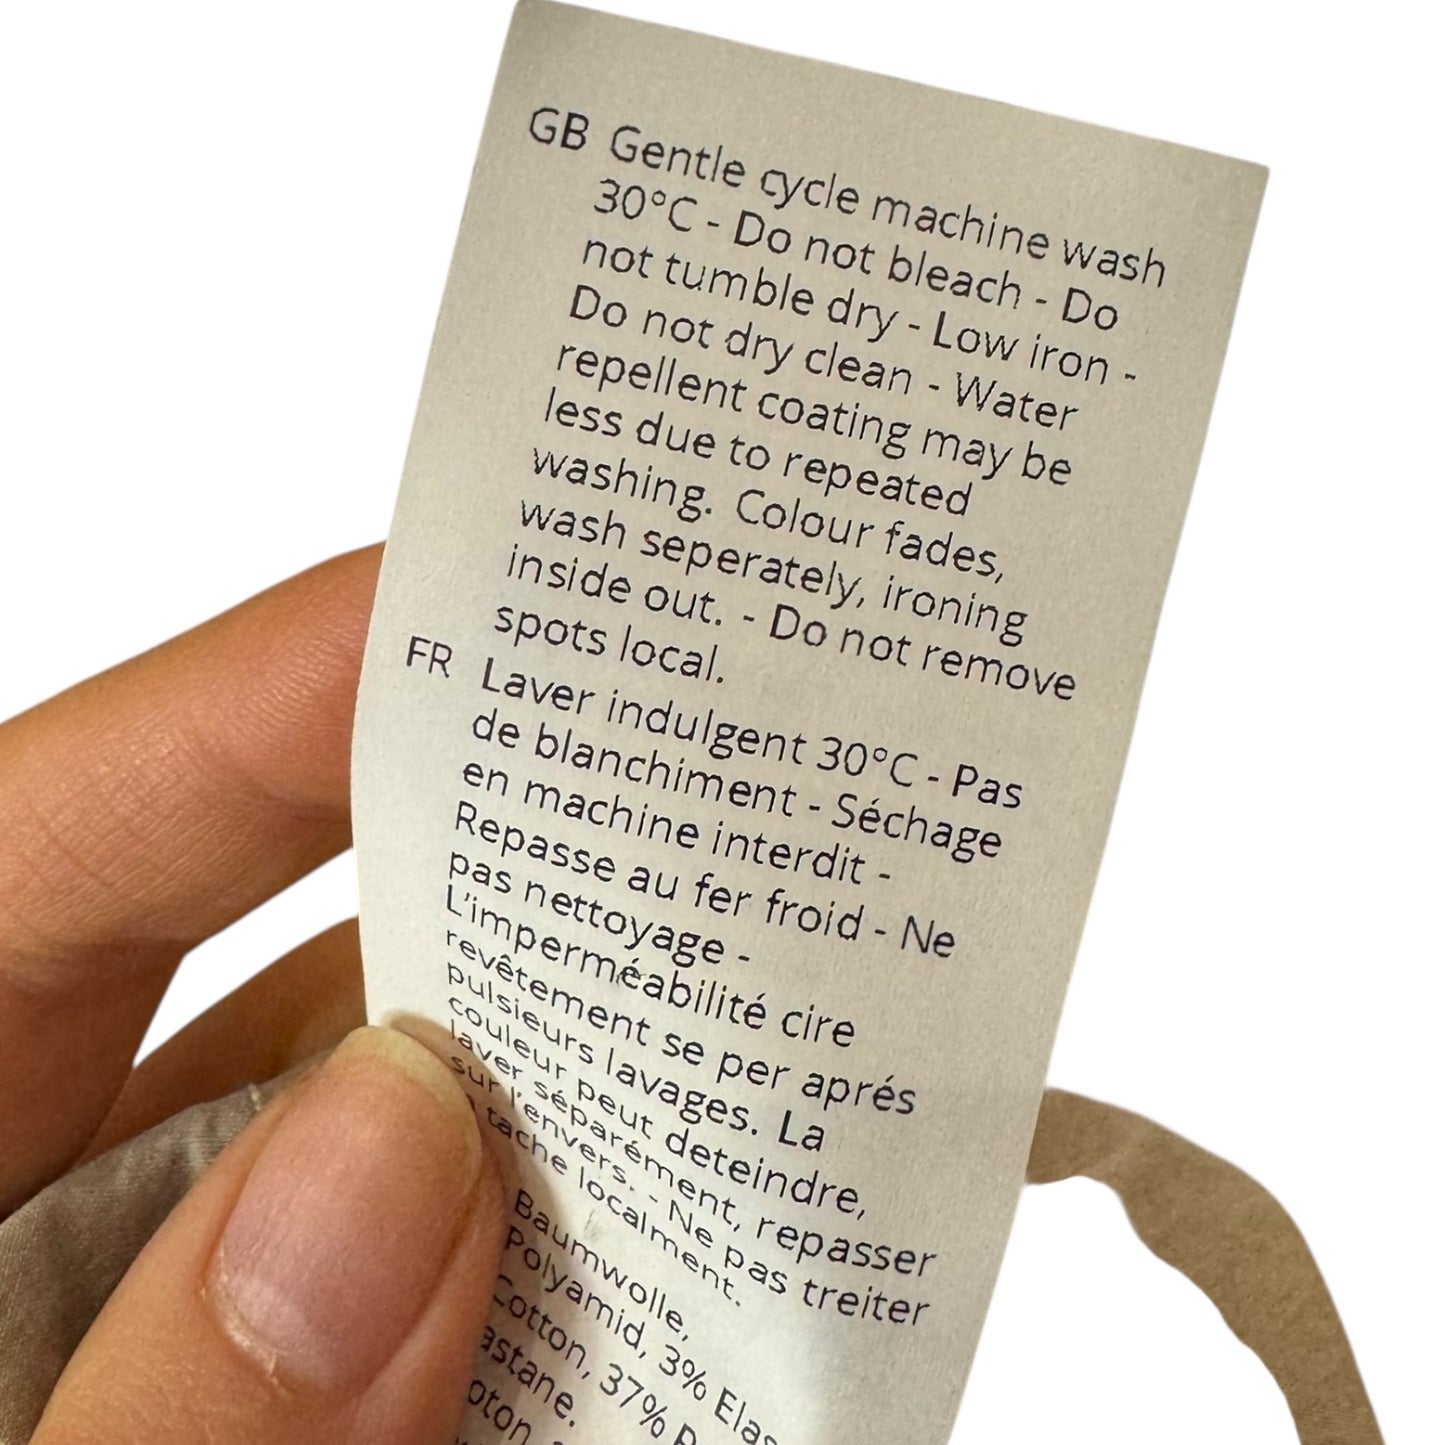 GB Gentle cycle machine wash
30°C - Do not bleach - Do
not tumble dry - Low iron -
Do not dry clean - Water
repellent coating may be
less due to repeated
washing. Colour fades,
wash seperately, ironing
inside out. - Do not remove
spots local.
FR Laver indulgent 30°C - Pas
de blanchiment - Séchage
en machine interdit -
Repasse au fer froid - Ne
pas nettoyage -
L'imperméabilité cire
revêtement se per aprés
pulsieurs lavages. La
couleur peut deteindre,
laver séparément, repasser
sur l'envers. - Ne pas treiter
tache localment.
Baumwolle,
Polyamid, 3% Elas
Cotton, 37% P
astane.
oton,